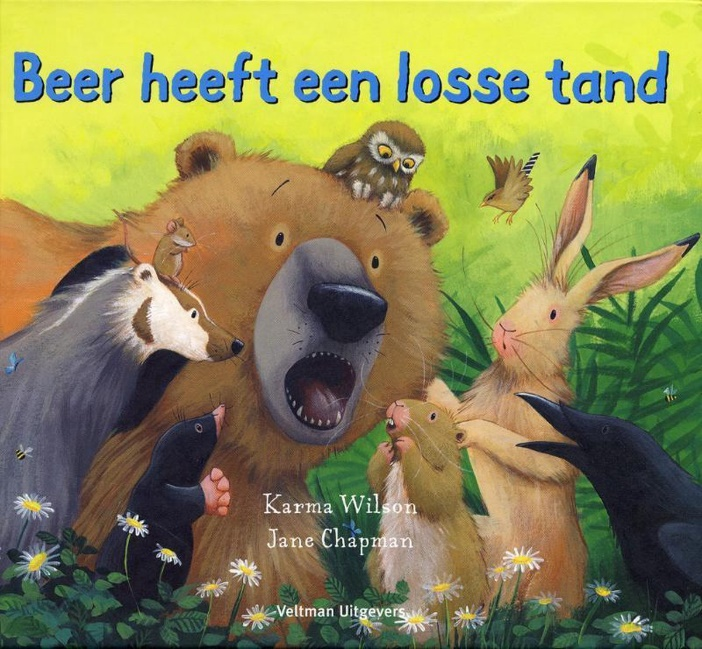 Beer heeft een losse tand
Karma Wilson
Jane Chapman
Veltman Uitgevers